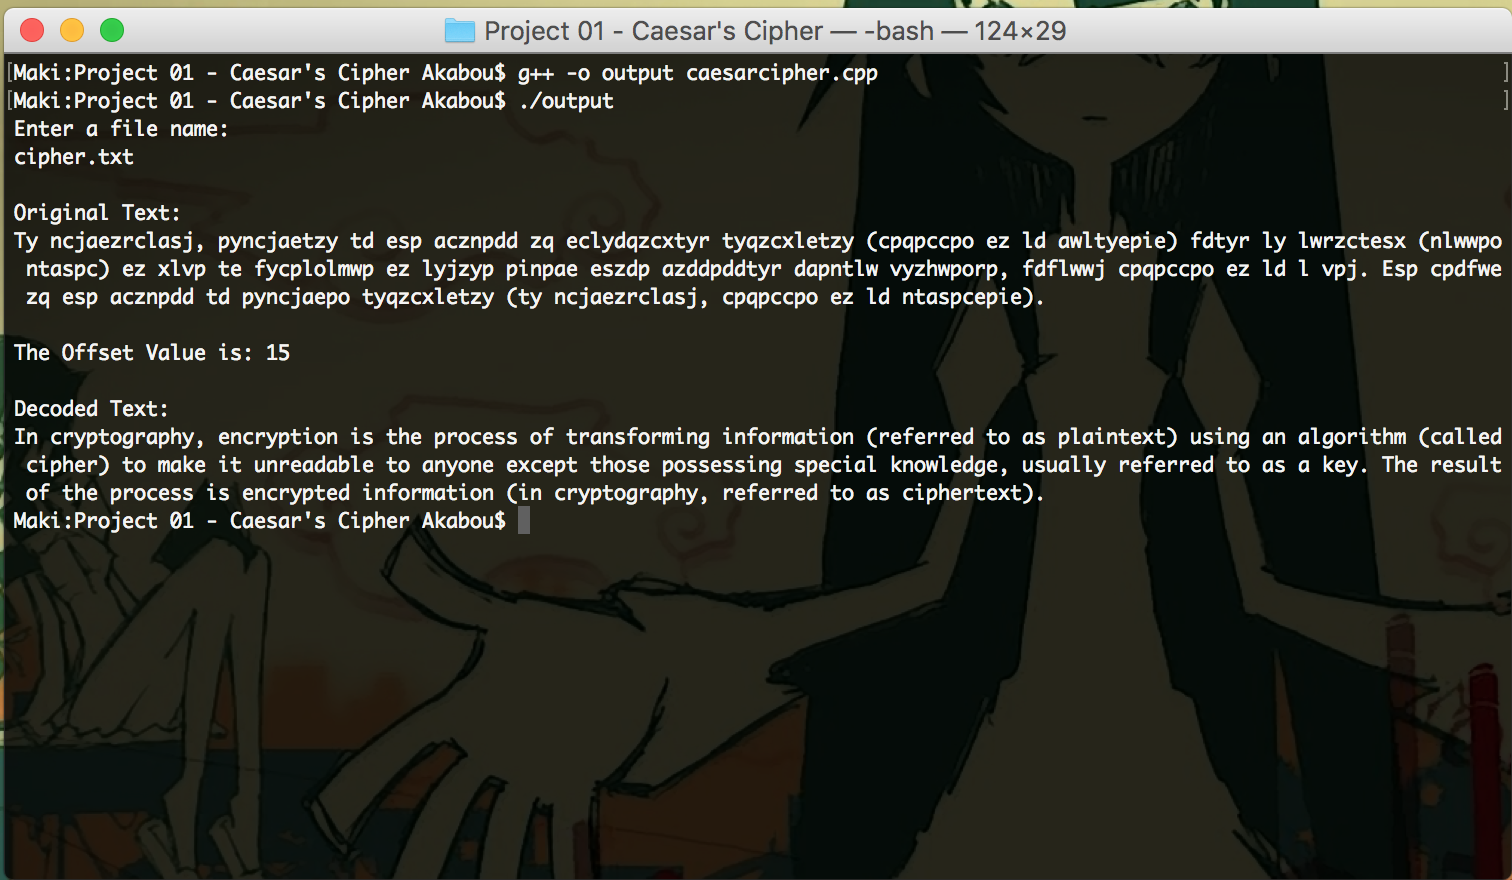 Project 01 - Caesar's Cipher — -bash — 124×29
[Maki:Project 01 - Caesar's Cipher Akabou$ g++ -o output caesarcipher.cpp ]
[Maki:Project 01 - Caesar's Cipher Akabou$ ./output ]
Enter a file name:
cipher.txt
Original Text:
Ty ncjaezrclasj, pyncjaetzy td esp acznpdd zq eclydqzcxtyr tyqzcxletzy (cpqpccpo ez ld awltyepie) fdtyr ly lwrzctesx (nlwwpo
ntaspc) ez xlvp te fycplolmwp ez lyjzyp pinpae eszdp azddpddtyr dapntlw vyzhwporp, fdflwwj cpqpccpo ez ld l vpj. Esp cpdfwe
zq esp acznpdd td pyncjaepo tyqzcxletzy (ty ncjaezrclasj, cpqpccpo ez ld ntaspcepie).
The Offset Value is: 15
Decoded Text:
In cryptography, encryption is the process of transforming information (referred to as plaintext) using an algorithm (called
cipher) to make it unreadable to anyone except those possessing special knowledge, usually referred to as a key. The result
of the process is encrypted information (in cryptography, referred to as ciphertext).
Maki:Project 01 - Caesar's Cipher Akabou$